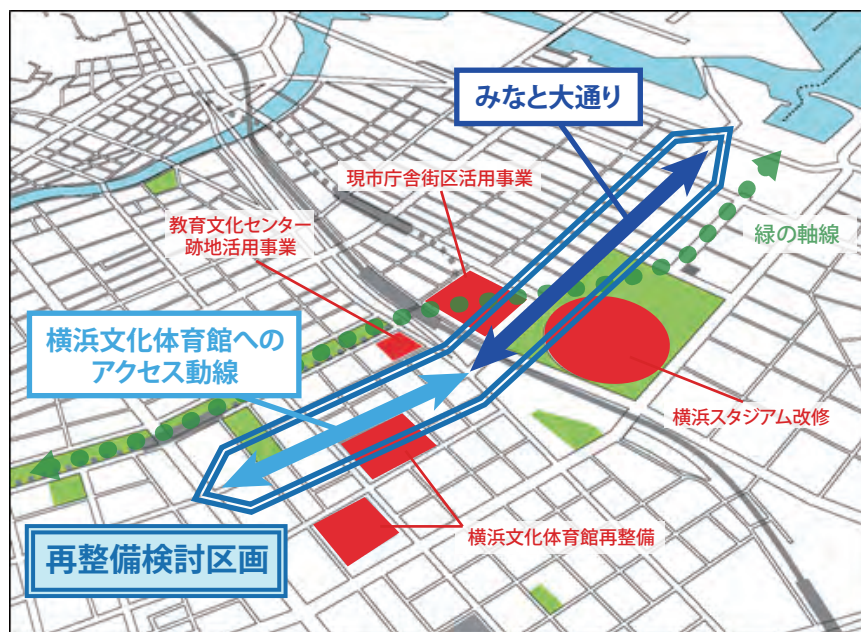 みなと大通り
現市庁舎街区活用事業
教育文化センター
跡地活用事業
緑の軸線
横浜文化体育館への
アクセス動線
横浜スタジアム改修
横浜文化体育館再整備
再整備検討区画